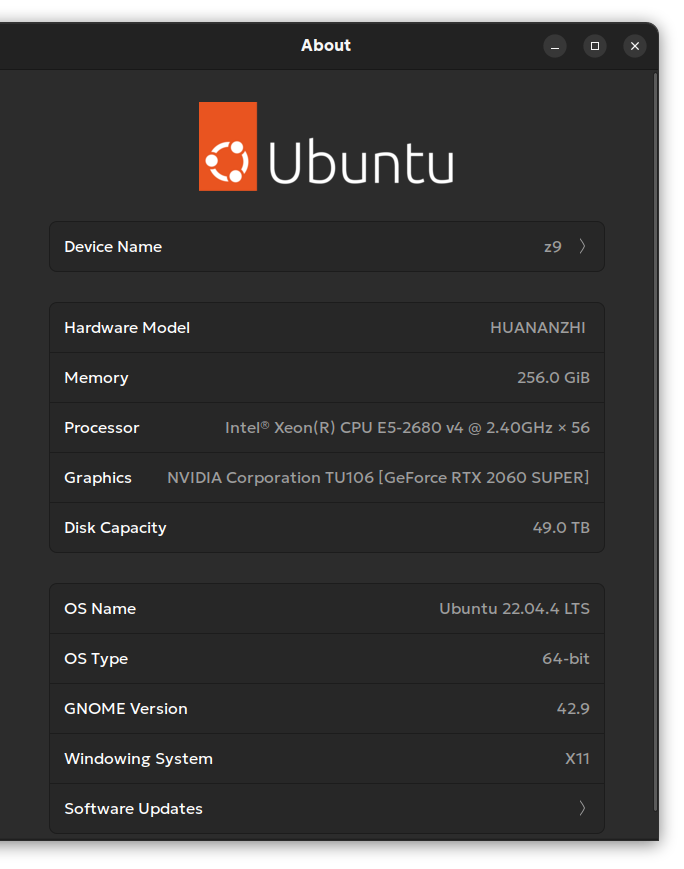 About
Ubuntu
Device Name z9
Hardware Model HUANANZHI
Memory 256.0 GiB
Processor Intel® Xeon(R) CPU E5-2680 v4 @ 2.40GHz × 56
Graphics NVIDIA Corporation TU106 [GeForce RTX 2060 SUPER]
Disk Capacity 49.0 TB
OS Name Ubuntu 22.04.4 LTS
OS Type 64-bit
GNOME Version 42.9
Windowing System X11
Software Updates